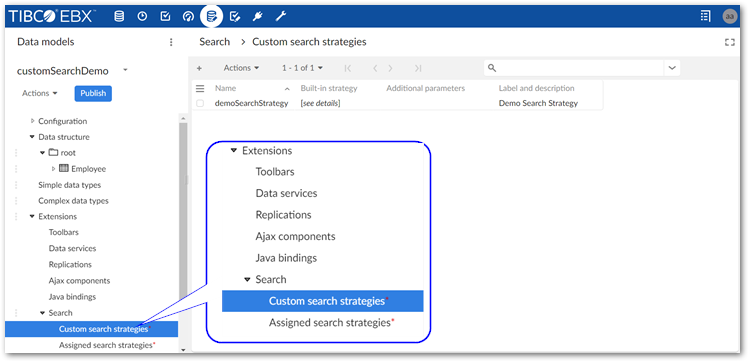 TIBCO EBX™
aa
Data models
customSearchDemo
Actions
Publish
Configuration
Data structure
root
Employee
Simple data types
Complex data types
Extensions
Toolbars
Data services
Replications
Ajax components
Java bindings
Search
Custom search strategies*
Assigned search strategies*
Search > Custom search strategies
+ Actions 1 - 1 of 1
Name Built-in strategy Additional parameters Label and description
demoSearchStrategy [see details] Demo Search Strategy
Extensions
Toolbars
Data services
Replications
Ajax components
Java bindings
Search
Custom search strategies*
Assigned search strategies*